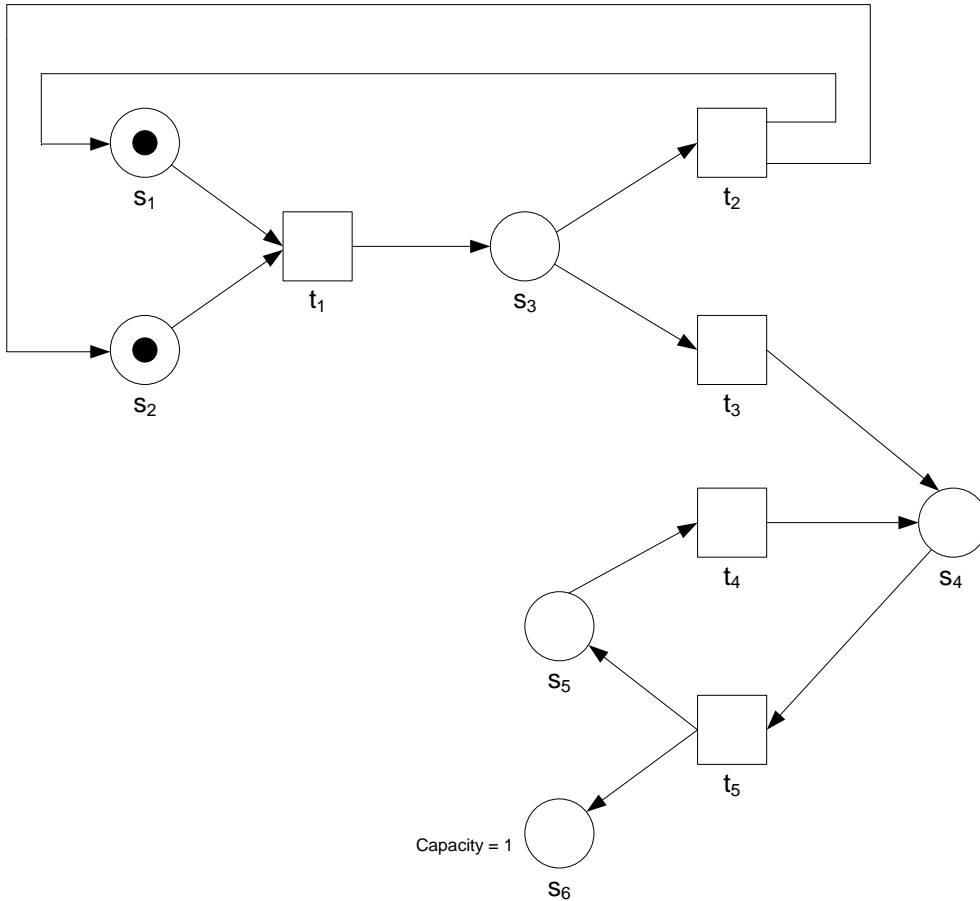 s₁
t₂
t₁
s₃
s₂
t₃
t₄
s₄
s₅
t₅
Capacity = 1
s₆